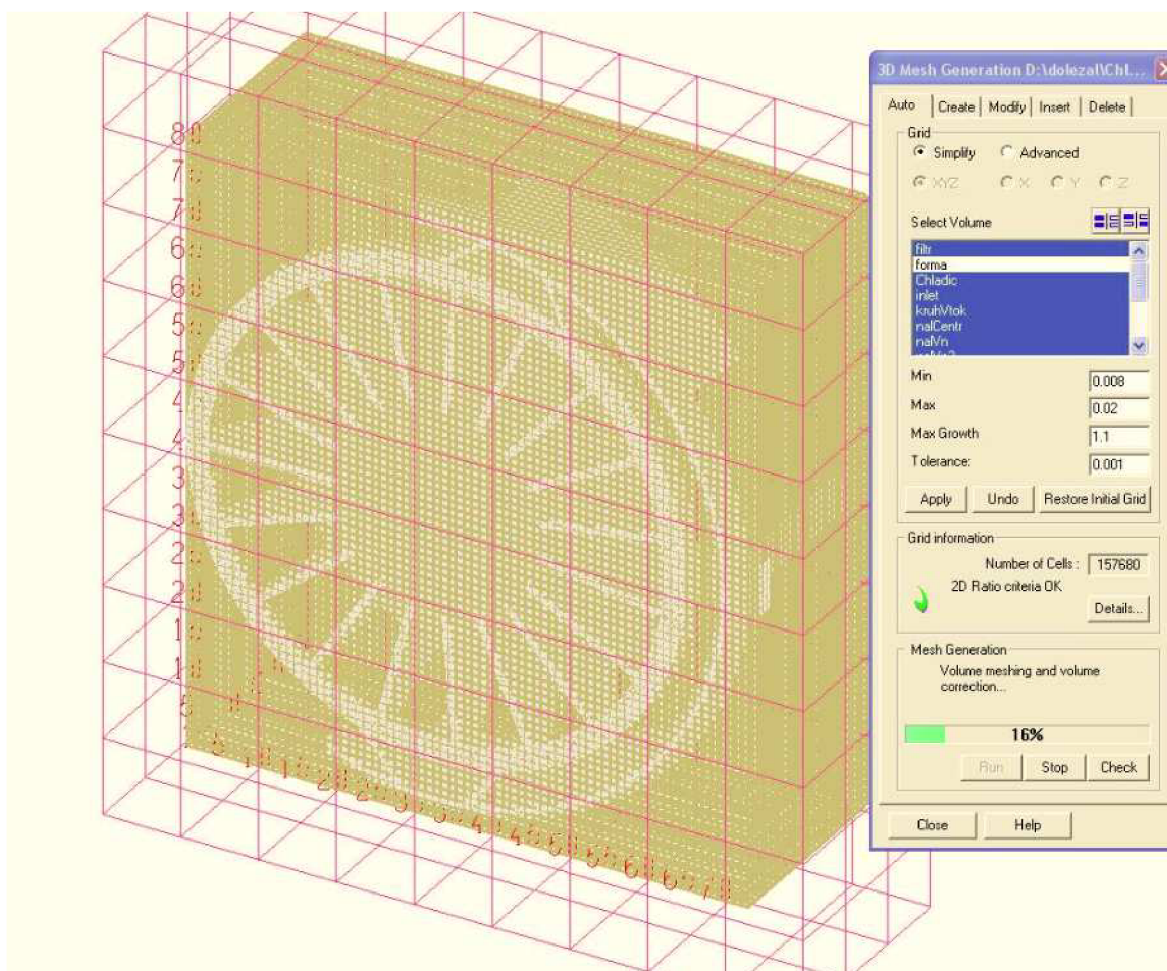 3D Mesh Generation D:\dolezal\Chl...
Auto Create Modify Insert Delete
Grid
Simplify Advanced
XYZ X Y Z
Select Volume
filtr
forma
Chladic
inlet
kruhVtok
nalCentr
nalVn
Min 0.008
Max 0.02
Max Growth 1.1
Tolerance: 0.001
Apply Undo Restore Initial Grid
Grid information
Number of Cells : 157680
2D Ratio criteria OK
Details...
Mesh Generation
Volume meshing and volume
correction...
16%
Run Stop Check
Close Help